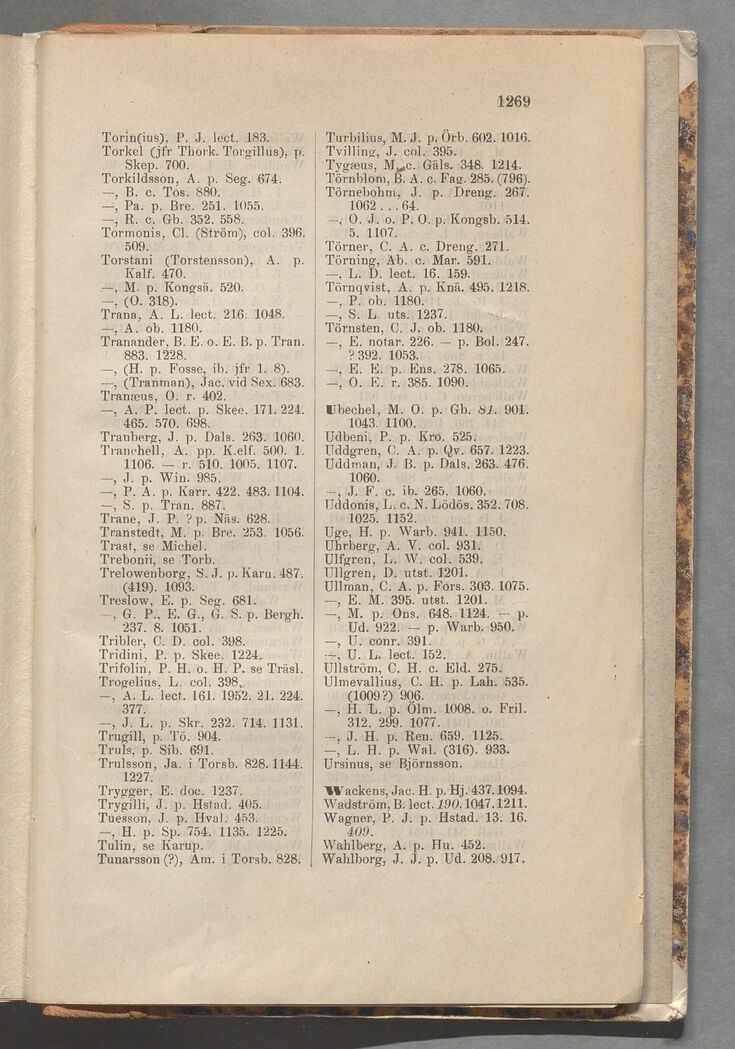 1269
Torin(ius), P. J. lect. 183.
Torkel (jfr Thork. Torgillus), p.
Skep. 700.
Torkildsson, A. p. Seg. 674.
—, B. c. Tos. 880.
—, Pa. p. Bre. 251. 1055.
—, R. c. Gb. 352. 558.
Tormonis, Cl. (Ström), col. 396.
509.
Torstani (Torstensson), A. p.
Kalf. 470.
—, M. p. Kongsä. 520.
—, (O. 318).
Trana, A. L. lect. 216. 1048.
—, A. ob. 1180.
Tranander, B. E. o. E. B. p. Tran.
883. 1228.
—, (H. p. Fosse, ib. jfr 1. 8).
—, (Tranman), Jac. vid Sex. 683.
Tranæus, O. r. 402.
—, A. P. lect. p. Skee. 171. 224.
465. 570. 698.
Tranberg, J. p. Dals. 263. 1060.
Tranchell, A. pp. K.elf. 500. 1.
1106. — r. 510. 1005. 1107.
—, J. p. Win. 985.
—, P. A. p. Karr. 422. 483. 1104.
—, S. p. Tran. 887.
Trane, J. P. ? p. Näs. 628.
Transtedt, M. p. Bre. 253. 1056.
Trast, se Michel.
Trebonii, se Torb.
Trelowenborg, S. J. p. Karu. 487.
(419). 1093.
Treslow, E. p. Seg. 681.
—, G. P., E. G., G. S. p. Bergh.
237. 8. 1051.
Tribler, C. D. col. 398.
Tridini, P. p. Skee. 1224.
Trifolin, P. H. o. H. P. se Träsl.
Trogelius, L. col. 398.
—, A. L. lect. 161. 1952. 21. 224.
377.
—, J. L. p. Skr. 232. 714. 1131.
Trugill, p. Tö. 904.
Truls, p. Sib. 691.
Trulsson, Ja. i Torsb. 828. 1144.
1227.
Trygger, E. doc. 1237.
Trygilli, J. p. Hstad. 405.
Tuesson, J. p. Hval. 453.
—, H. p. Sp. 754. 1135. 1225.
Tulin, se Karup.
Tunarsson (?), Am. i Torsb. 828.
Turbilius, M. J. p. Örb. 602. 1016.
Tvilling, J. col. 395.
Tygæus, M. c. Gäls. 348. 1214.
Törnblom, B. A. c. Fag. 285. (796).
Törnebohm, J. p. Dreng. 267.
1062 . . . 64.
—, O. J. o. P. O. p. Kongsb. 514.
5. 1107.
Törner, C. A. c. Dreng. 271.
Törning, Ab. c. Mar. 591.
—, L. D. lect. 16. 159.
Törnqvist, A. p. Knä. 495. 1218.
—, P. ob. 1180.
—, S. L. uts. 1237.
Törnsten, C. J. ob. 1180.
—, E. notar. 226. — p. Bol. 247.
? 392. 1053.
—, E. E. p. Ens. 278. 1065.
—, O. E. r. 385. 1090.
Ubechel, M. O. p. Gb. 81. 901.
1043. 1100.
Udbeni, P. p. Kro. 525.
Uddgren, C. A. p. Qv. 657. 1223.
Uddman, J. B. p. Dals. 263. 476.
1060.
—, J. F. c. ib. 265. 1060.
Uddonis, L. c. N. Lödös. 352. 708.
1025. 1152.
Uge, H. p. Warb. 941. 1150.
Uhrberg, A. V. col. 931.
Ulfgren, L. W. col. 539.
Ullgren, D. utst. 1201.
Ullman, C. A. p. Fors. 303. 1075.
—, E. M. 395. utst. 1201.
—, M. p. Ons. 648. 1124. — p.
Ud. 922. — p. Warb. 950.
—, U. conr. 391.
—, U. L. lect. 152.
Ullström, C. H. c. Eld. 275.
Ulmevallius, C. H. p. Lah. 535.
(1009?) 906.
—, H. L. p. Ölm. 1008. o. Fril.
312. 299. 1077.
—, J. H. p. Ren. 659. 1125.
—, L. H. p. Wal. (316). 933.
Ursinus, se Björnsson.
Wackens, Jac. H. p. Hj. 437. 1094.
Wadström, B. lect. 190. 1047. 1211.
Wagner, P. J. p. Hstad. 13. 16.
409.
Wahlberg, A. p. Hu. 452.
Wahlborg, J. J. p. Ud. 208. 917.